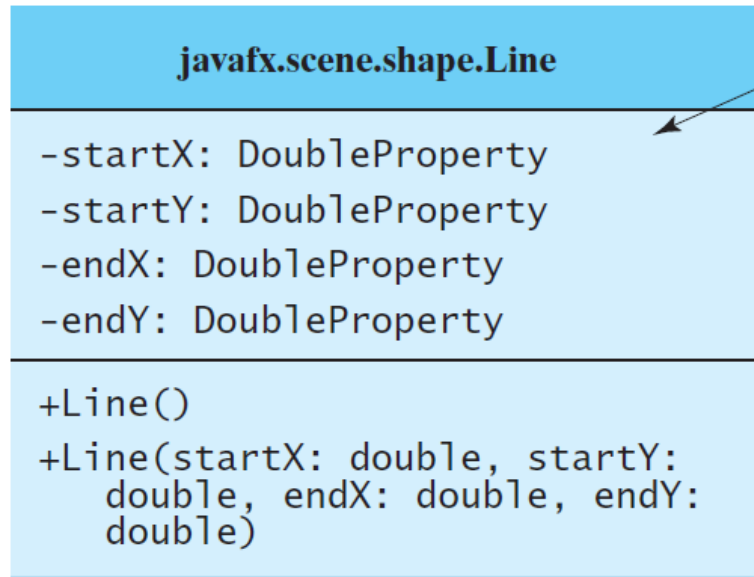 javafx.scene.shape.Line
-startX: DoubleProperty
-startY: DoubleProperty
-endX: DoubleProperty
-endY: DoubleProperty
+Line()
+Line(startX: double, startY:
double, endX: double, endY:
double)